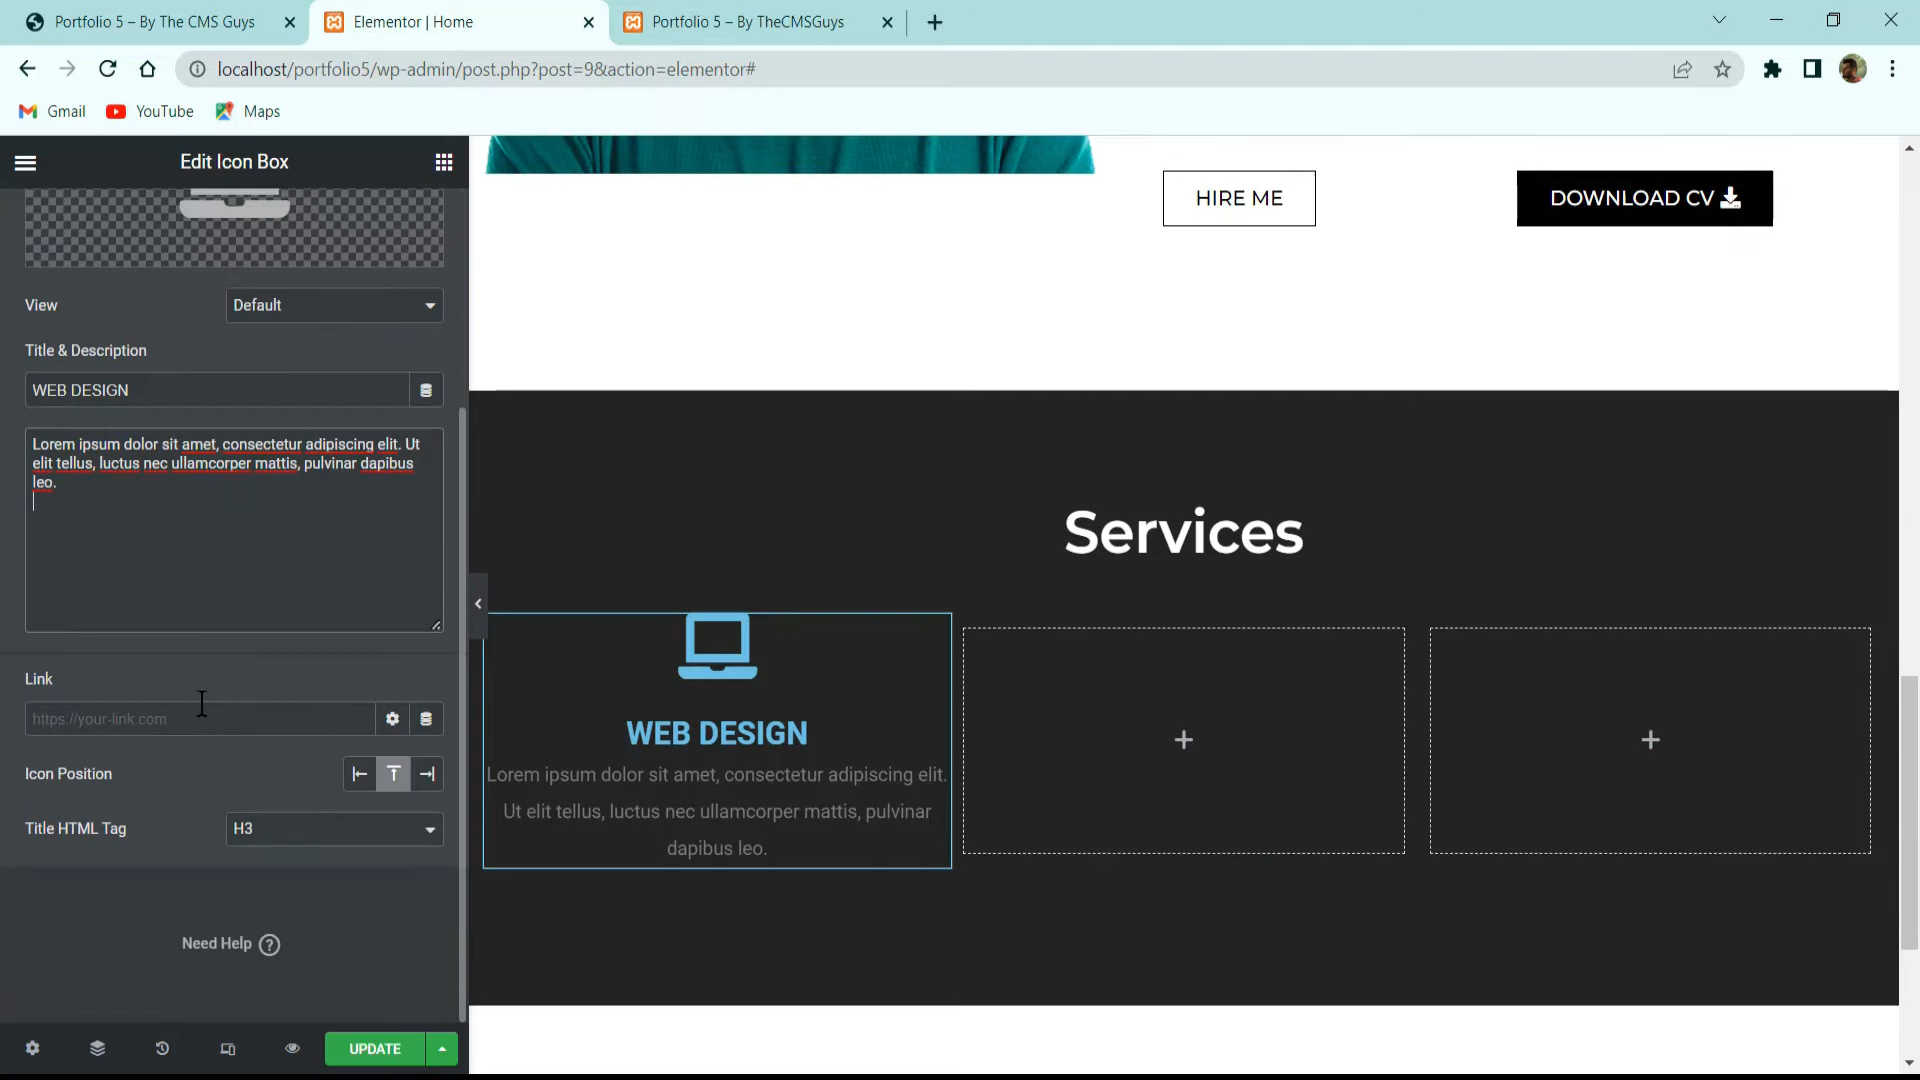 Portfolio 5 – By The CMS Guys
Elementor | Home
Portfolio 5 – By TheCMSGuys
localhost/portfolio5/wp-admin/post.php?post=9&action=elementor#
Gmail
YouTube
Maps
Edit Icon Box
View
Default
Title & Description
WEB DESIGN
Lorem ipsum dolor sit amet, consectetur adipiscing elit. Ut
elit tellus, luctus nec ullamcorper mattis, pulvinar dapibus
leo.
Link
https://your-link.com
Icon Position
Title HTML Tag
H3
Need Help
UPDATE
HIRE ME
DOWNLOAD CV
Services
WEB DESIGN
Lorem ipsum dolor sit amet, consectetur adipiscing elit.
Ut elit tellus, luctus nec ullamcorper mattis, pulvinar
dapibus leo.